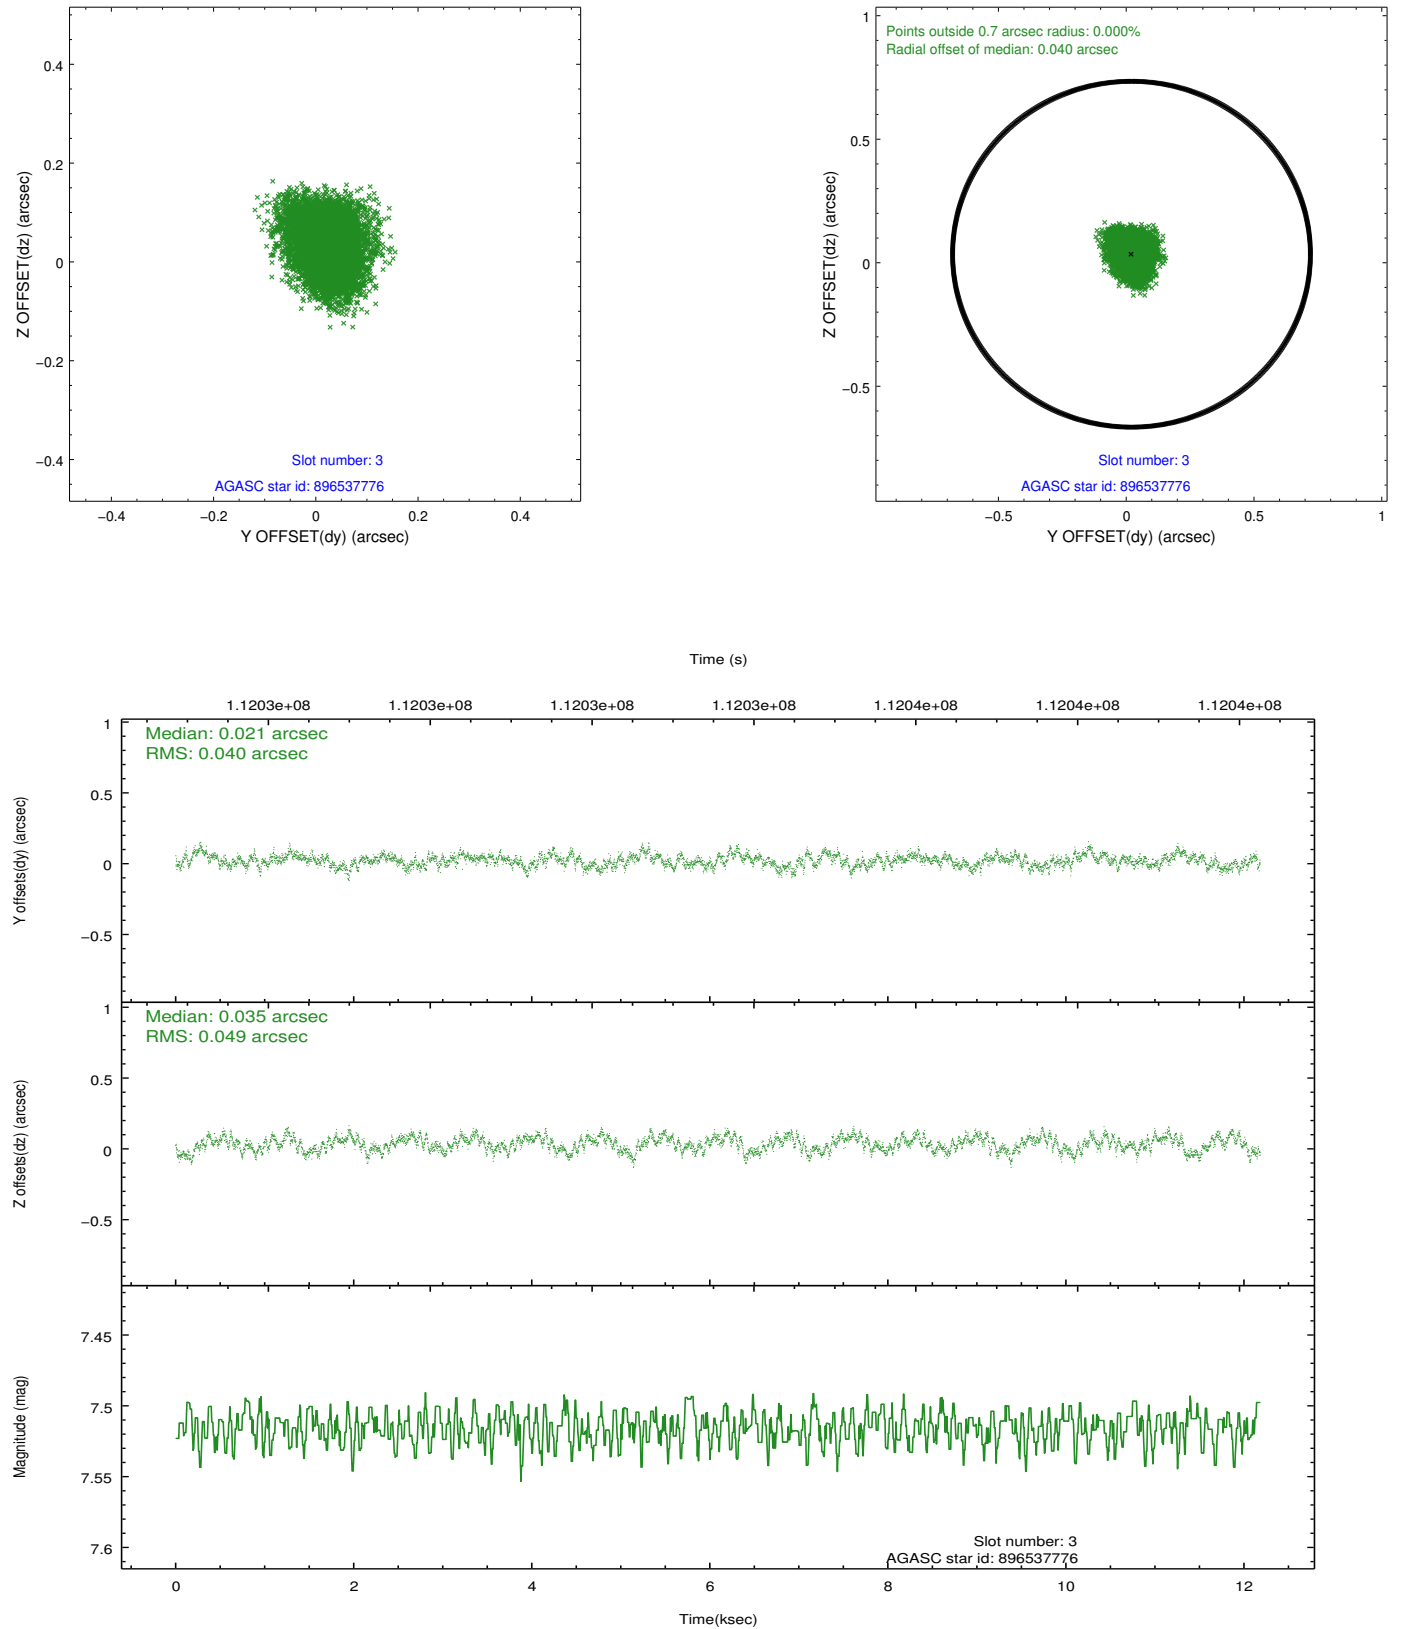 0.4
0.2
0
−0.2
−0.4
Z OFFSET(dz) (arcsec)
Slot number: 3
AGASC star id: 896537776
−0.4 −0.2 0 0.2 0.4
Y OFFSET(dy) (arcsec)
Points outside 0.7 arcsec radius: 0.000%
Radial offset of median: 0.040 arcsec
1
0.5
0
−0.5
Z OFFSET(dz) (arcsec)
Slot number: 3
AGASC star id: 896537776
−0.5 0 0.5 1
Y OFFSET(dy) (arcsec)
Time (s)
1.1203e+08 1.1203e+08 1.1203e+08 1.1203e+08 1.1204e+08 1.1204e+08 1.1204e+08
Median: 0.021 arcsec
RMS: 0.040 arcsec
1
0.5
0
−0.5
Y offsets(dy) (arcsec)
Median: 0.035 arcsec
RMS: 0.049 arcsec
1
0.5
0
−0.5
Z offsets(dz) (arcsec)
7.45
7.5
7.55
7.6
Magnitude (mag)
Slot number: 3
AGASC star id: 896537776
0 2 4 6 8 10 12
Time(ksec)